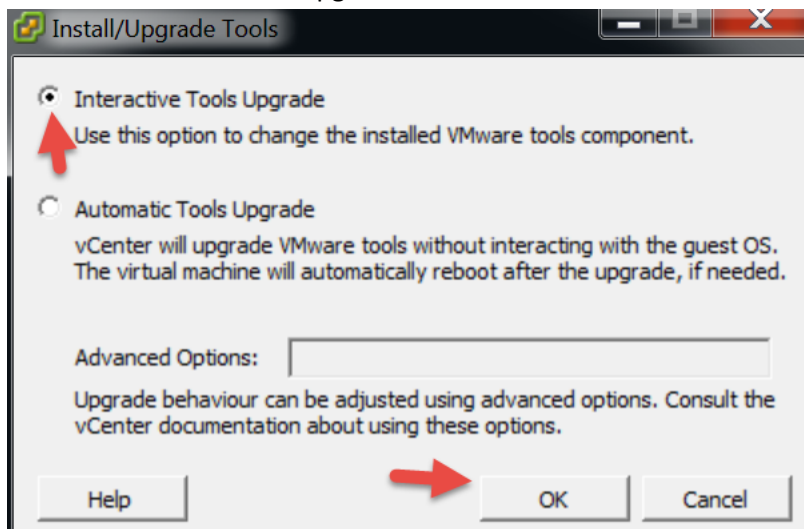 Install/Upgrade Tools
Interactive Tools Upgrade
Use this option to change the installed VMware tools component.
Automatic Tools Upgrade
vCenter will upgrade VMware tools without interacting with the guest OS.
The virtual machine will automatically reboot after the upgrade, if needed.
Advanced Options:
Upgrade behaviour can be adjusted using advanced options. Consult the
vCenter documentation about using these options.
Help
OK
Cancel